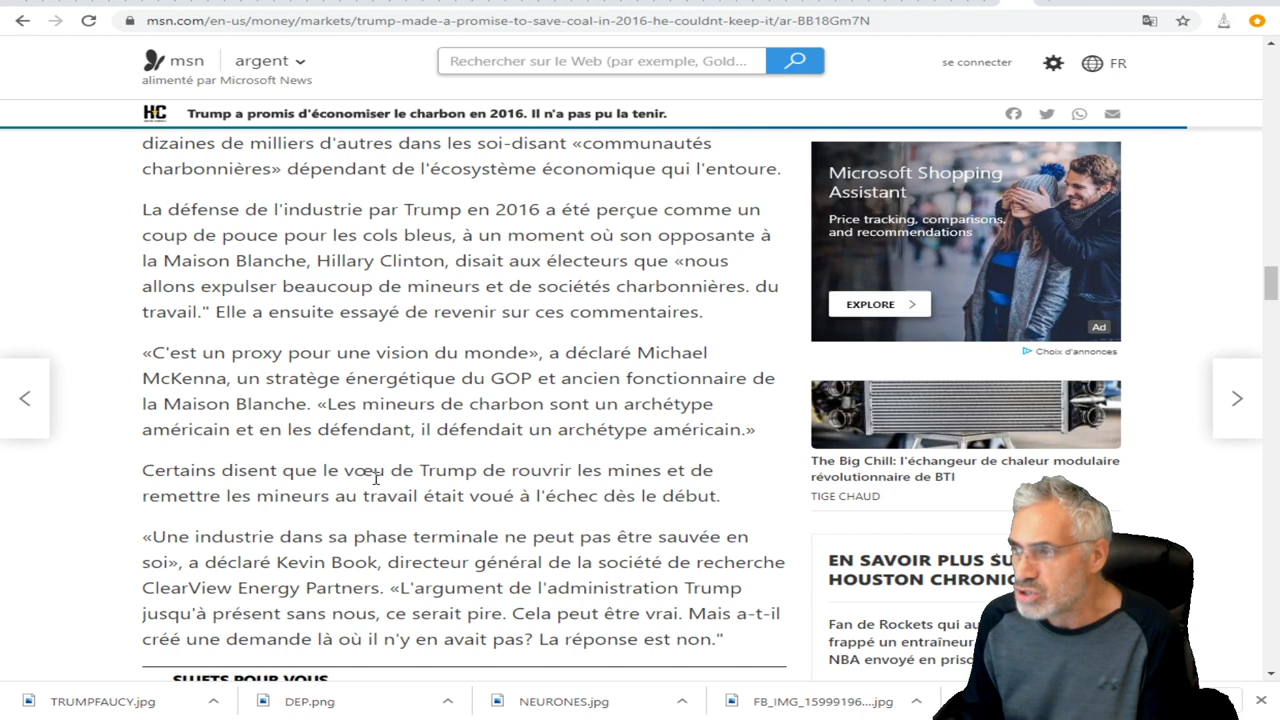 msn.com/en-us/money/markets/trump-made-a-promise-to-save-coal-in-2016-he-couldnt-keep-it/ar-BB18Gm7N
msn
argent
alimenté par Microsoft News
Rechercher sur le Web (par exemple, Gold...
se connecter
FR
HC
Trump a promis d'économiser le charbon en 2016. Il n'a pas pu la tenir.
dizaines de milliers d'autres dans les soi-disant «communautés
charbonnières» dépendant de l'écosystème économique qui l'entoure.
La défense de l'industrie par Trump en 2016 a été perçue comme un
coup de pouce pour les cols bleus, à un moment où son opposante à
la Maison Blanche, Hillary Clinton, disait aux électeurs que «nous
allons expulser beaucoup de mineurs et de sociétés charbonnières. du
travail." Elle a ensuite essayé de revenir sur ces commentaires.
«C'est un proxy pour une vision du monde», a déclaré Michael
McKenna, un stratège énergétique du GOP et ancien fonctionnaire de
la Maison Blanche. «Les mineurs de charbon sont un archétype
américain et en les défendant, il défendait un archétype américain.»
Certains disent que le vœu de Trump de rouvrir les mines et de
remettre les mineurs au travail était voué à l'échec dès le début.
«Une industrie dans sa phase terminale ne peut pas être sauvée en
soi», a déclaré Kevin Book, directeur général de la société de recherche
ClearView Energy Partners. «L'argument de l'administration Trump
jusqu'à présent sans nous, ce serait pire. Cela peut être vrai. Mais a-t-il
créé une demande là où il n'y en avait pas? La réponse est non."
SUJETS POUR VOUS
Microsoft Shopping
Assistant
Price tracking, comparisons,
and recommendations
EXPLORE
Ad
Choix d'annonces
The Big Chill: l'échangeur de chaleur modulaire
révolutionnaire de BTI
TIGE CHAUD
EN SAVOIR PLUS
HOUSTON
Fan de Rockets qui
frappé un entraîneur
NBA envoyé en
TRUMPFAUCY.jpg
DEP.png
NEURONES.jpg
FB_IMG_15999196....jpg